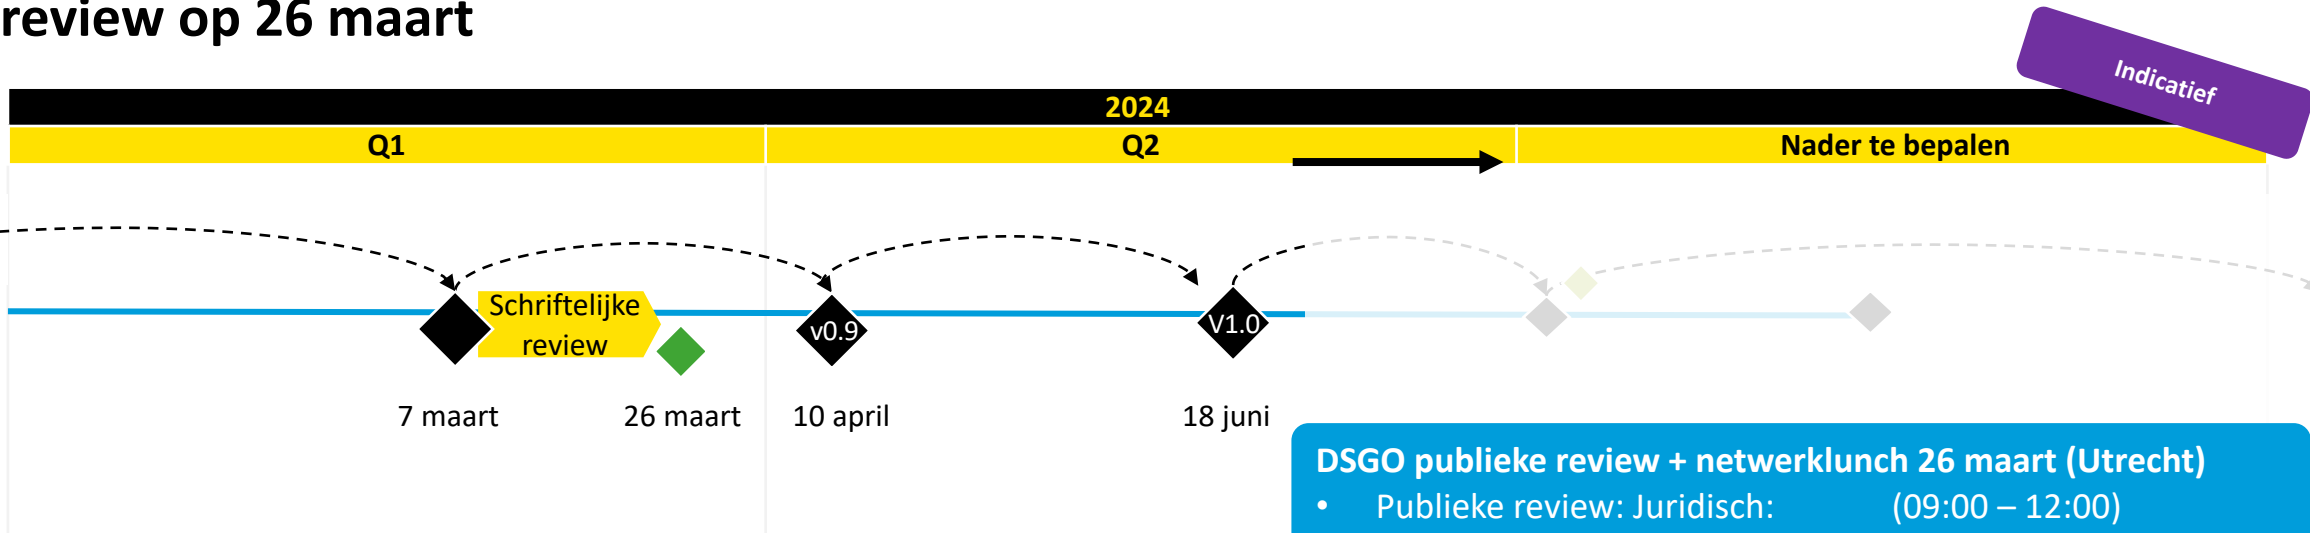 review op 26 maart
Indicatief
2024
Q1
Q2
Nader te bepalen
Schriftelijke
review
v0.9
V1.0
7 maart
26 maart
10 april
18 juni
DSGO publieke review + netwerklunch 26 maart (Utrecht)
• Publieke review: Juridisch: (09:00 – 12:00)